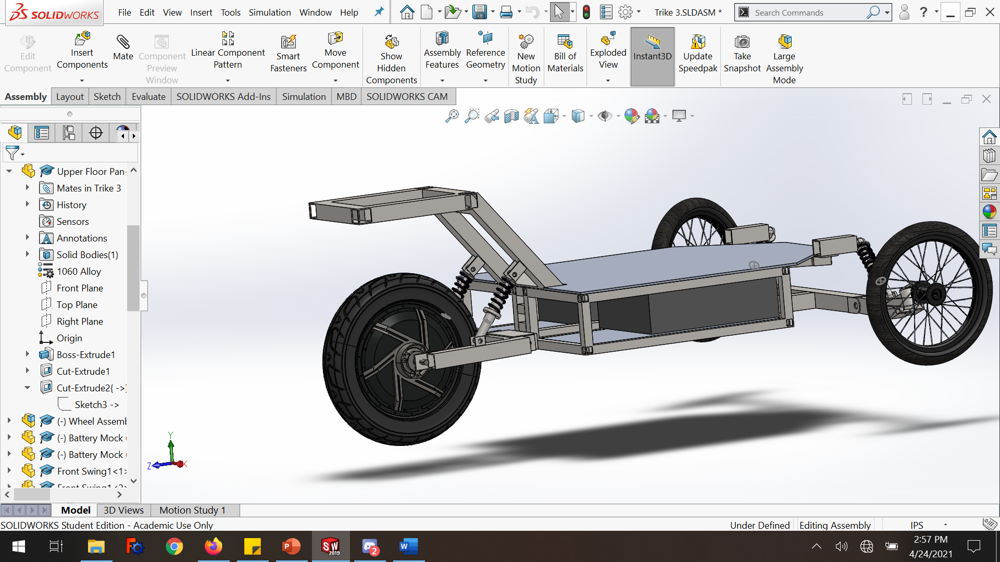 SOLIDWORKS
File Edit View Insert Tools Simulation Window Help
Trike 3.SLDASM *
Search Commands
Edit Component
Insert Components
Mate
Component Preview Window
Linear Component Pattern
Smart Fasteners
Move Component
Show Hidden Components
Assembly Features
Reference Geometry
New Motion Study
Bill of Materials
Exploded View
Instant3D
Update Speedpak
Take Snapshot
Large Assembly Mode
Assembly Layout Sketch Evaluate SOLIDWORKS Add-Ins Simulation MBD SOLIDWORKS CAM
Upper Floor Pan
Mates in Trike 3
History
Sensors
Annotations
Solid Bodies(1)
1060 Alloy
Front Plane
Top Plane
Right Plane
Origin
Boss-Extrude1
Cut-Extrude1
Cut-Extrude2{ ->}
Sketch3 ->
(-) Wheel Assemb
(-) Battery Mock
(-) Battery Mock
Front Swing1<1>
Front Swing1<2>
Y
Z
X
Model 3D Views Motion Study 1
SOLIDWORKS Student Edition - Academic Use Only
Under Defined Editing Assembly IPS
SW 2019
2
2:57 PM
4/24/2021